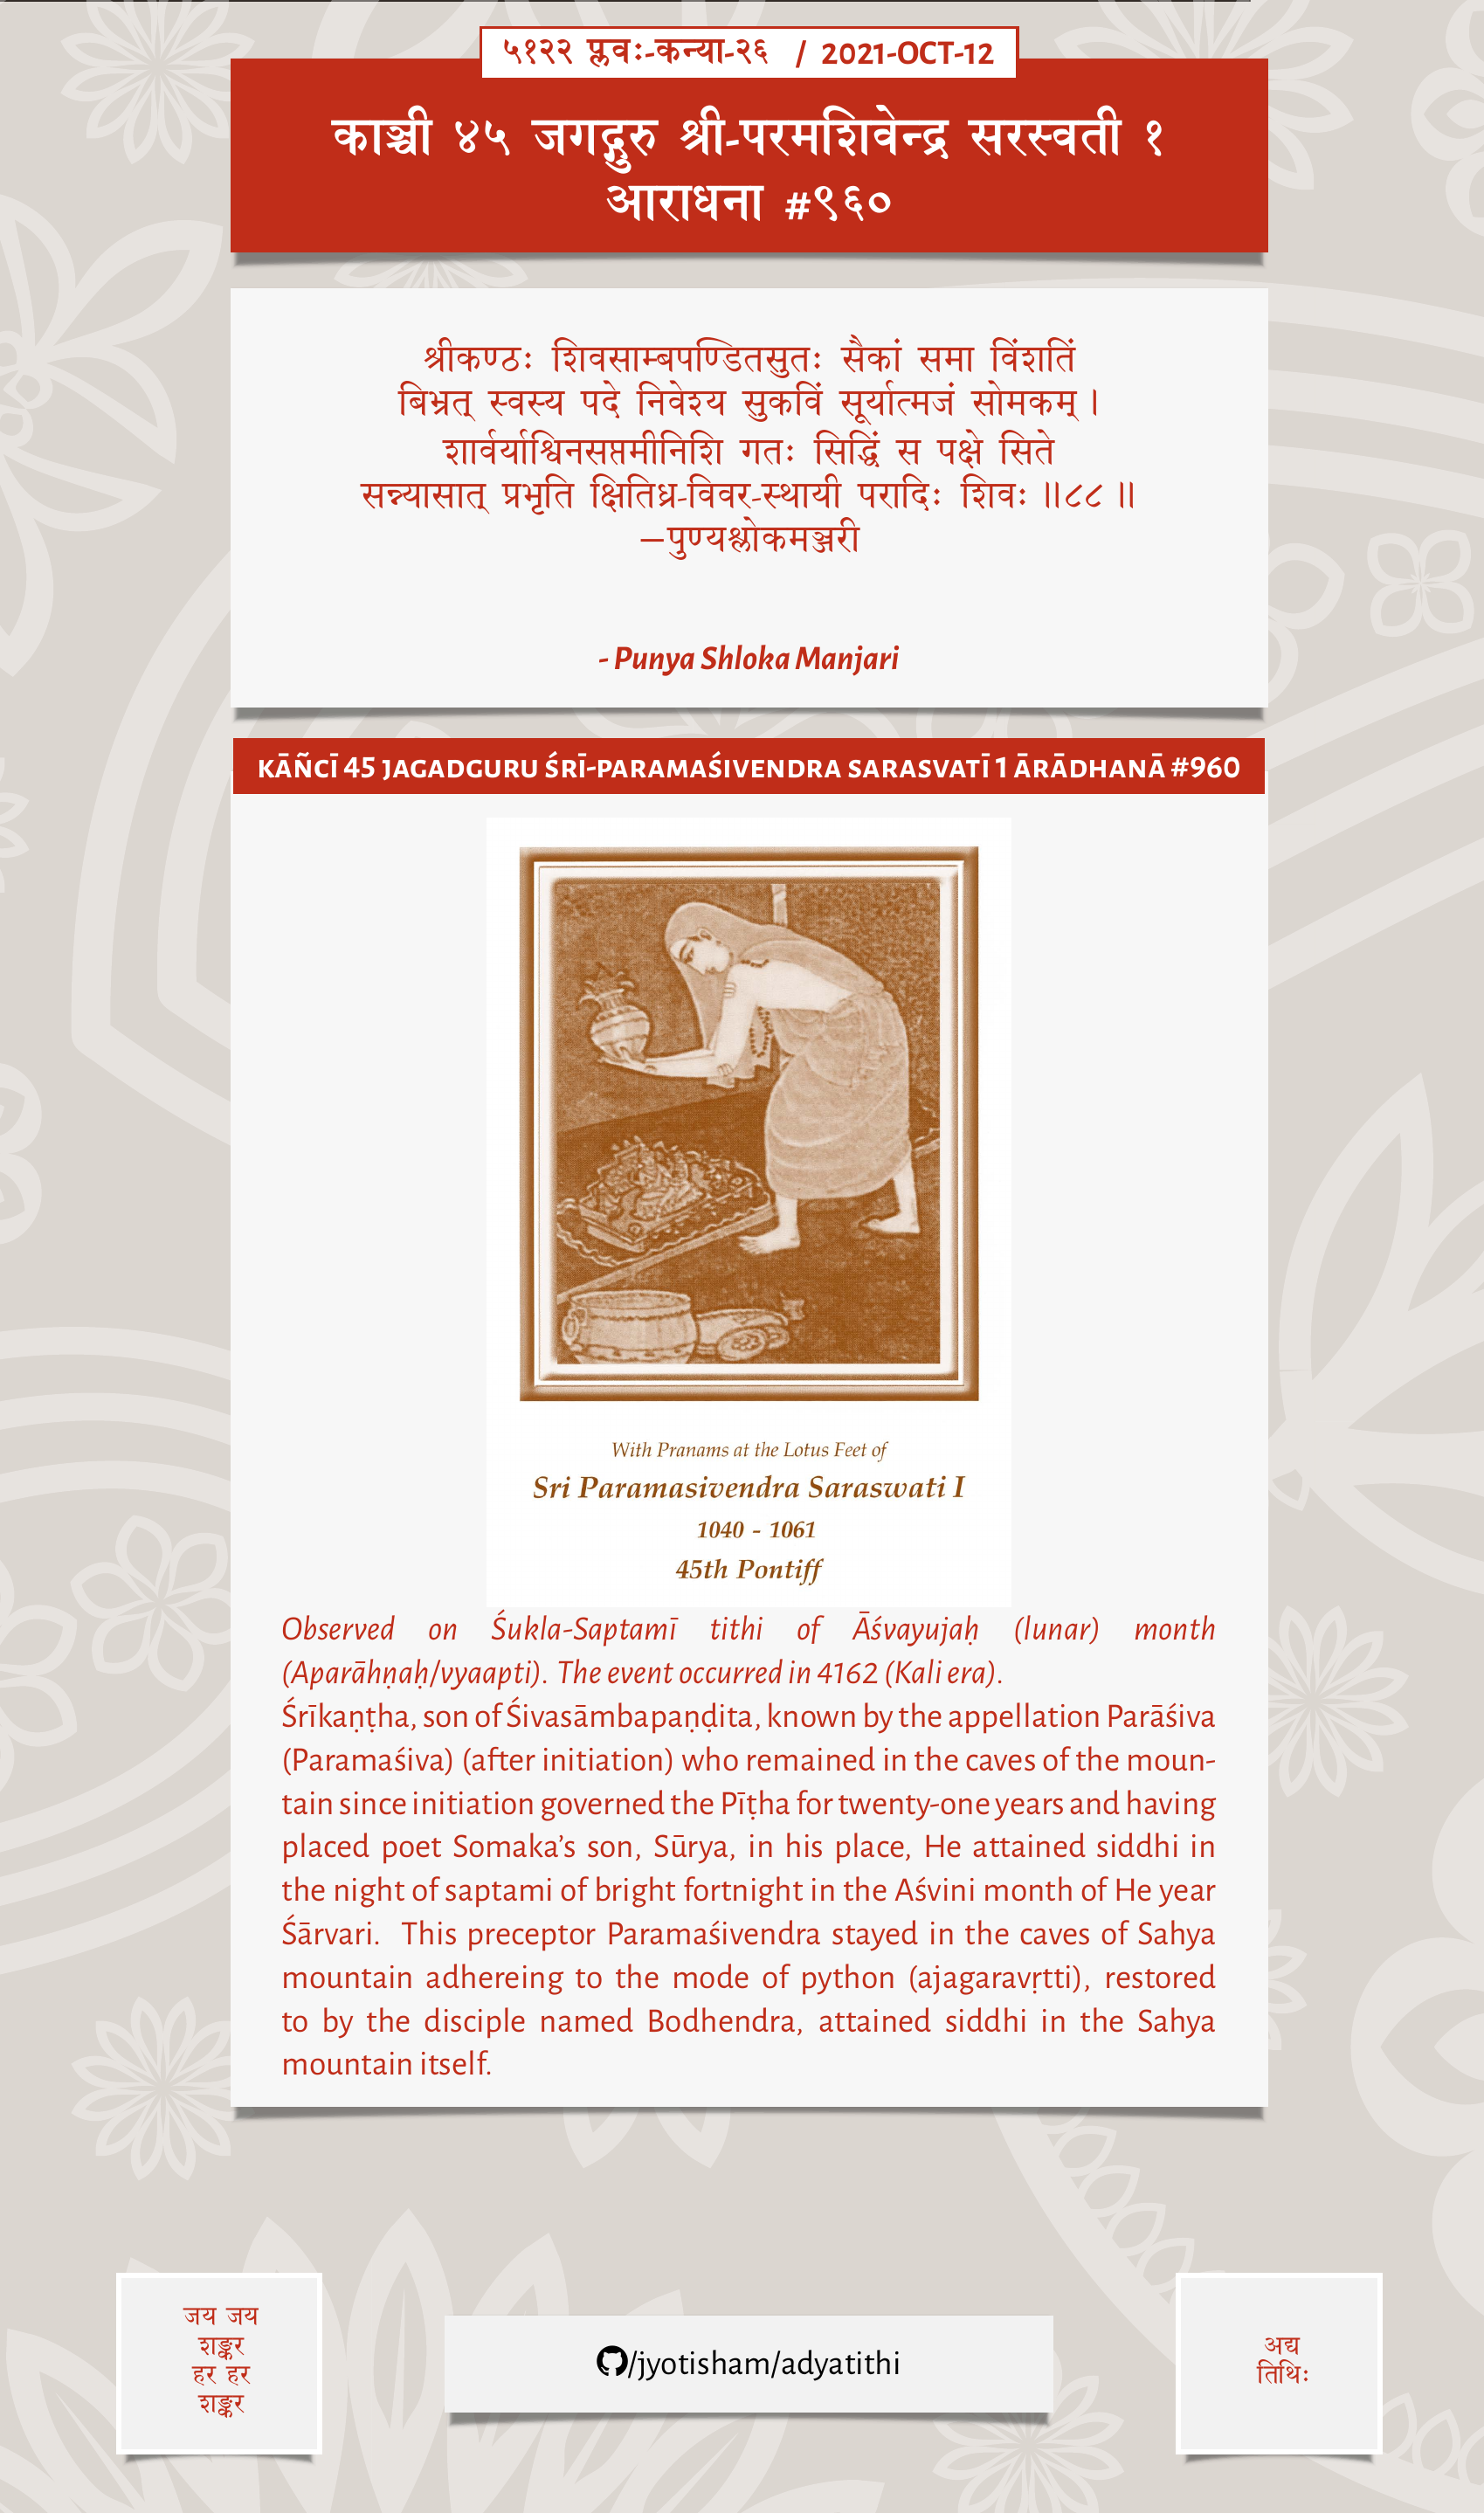 ५१२२ प्लवः-कन्या-२६ / 2021-OCT-12
काञ्ची ४५ जगद्गुरु श्री-परमशिवेन्द्र सरस्वती १
आराधना #९६०
श्रीकण्ठः शिवसाम्बपण्डितसुतः सैकां समा विंशतिं
बिभ्रत् स्वस्य पदे निवेश्य सुकविं सूर्यात्मजं सोमकम्।
शार्वर्याश्विनसप्तमीनिशि गतः सिद्धिं स पक्षे सिते
सन्न्यासात् प्रभृति क्षितिध्र-विवर-स्थायी परादिः शिवः॥८८॥
—पुण्यश्लोकमञ्जरी
- Punya Shloka Manjari
KĀÑCĪ 45 JAGADGURU ŚRĪ-PARAMAŚIVENDRA SARASVATĪ 1 ĀRĀDHANĀ #960
With Pranams at the Lotus Feet of
Sri Paramasivendra Saraswati I
1040 - 1061
45th Pontiff
Observed on Śukla-Saptamī tithi of Āśvayujaḥ (lunar) month
(Aparāhṇaḥ/vyaapti). The event occurred in 4162 (Kali era).
Śrīkaṇṭha, son of Śivasāmbapaṇḍita, known by the appellation Parāśiva
(Paramaśiva) (after initiation) who remained in the caves of the moun-
tain since initiation governed the Pīṭha for twenty-one years and having
placed poet Somaka's son, Sūrya, in his place, He attained siddhi in
the night of saptami of bright fortnight in the Aśvini month of He year
Śārvari. This preceptor Paramaśivendra stayed in the caves of Sahya
mountain adhereing to the mode of python (ajagaravṛtti), restored
to by the disciple named Bodhendra, attained siddhi in the Sahya
mountain itself.
जय जय
शङ्कर
हर हर
शङ्कर
/jyotisham/adyatithi
अद्य
तिथिः